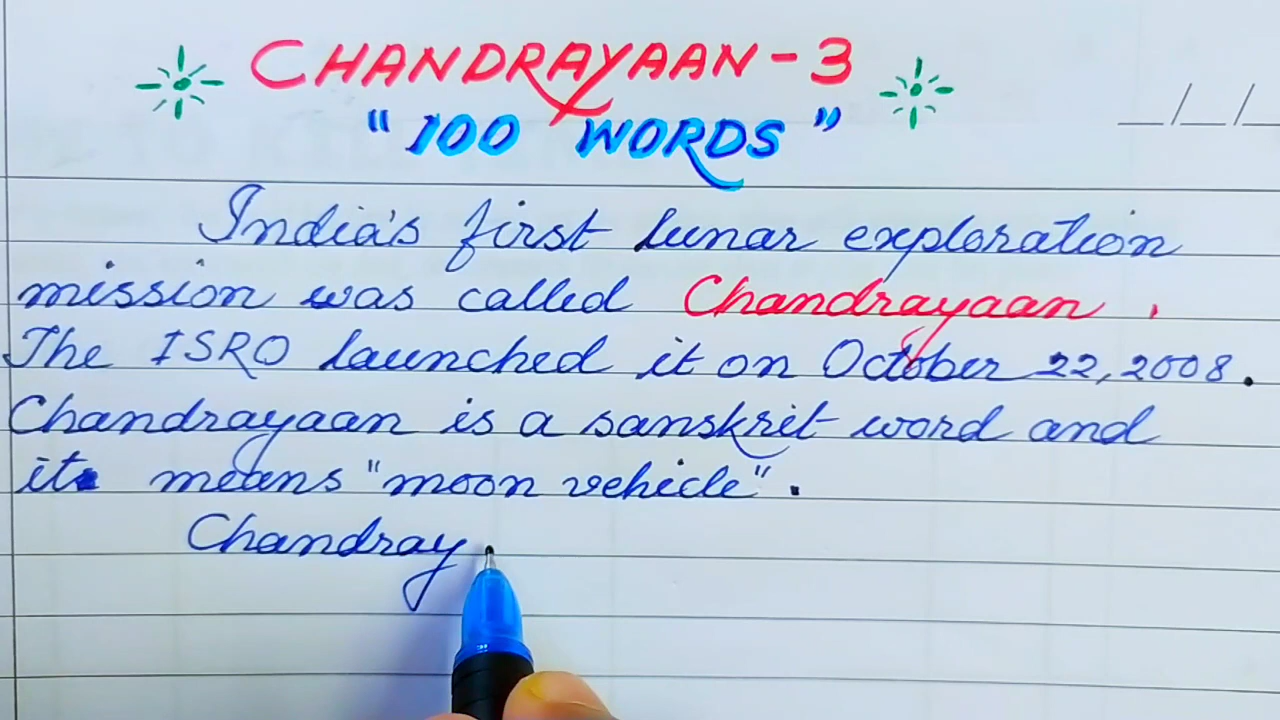 CHANDRAYAAN-3
"100 WORDS"
India's first lunar exploration
mission was called Chandrayaan.
The ISRO launched it on October 22, 2008.
Chandrayaan is a sanskrit word and
its means "moon vehicle".
Chandray